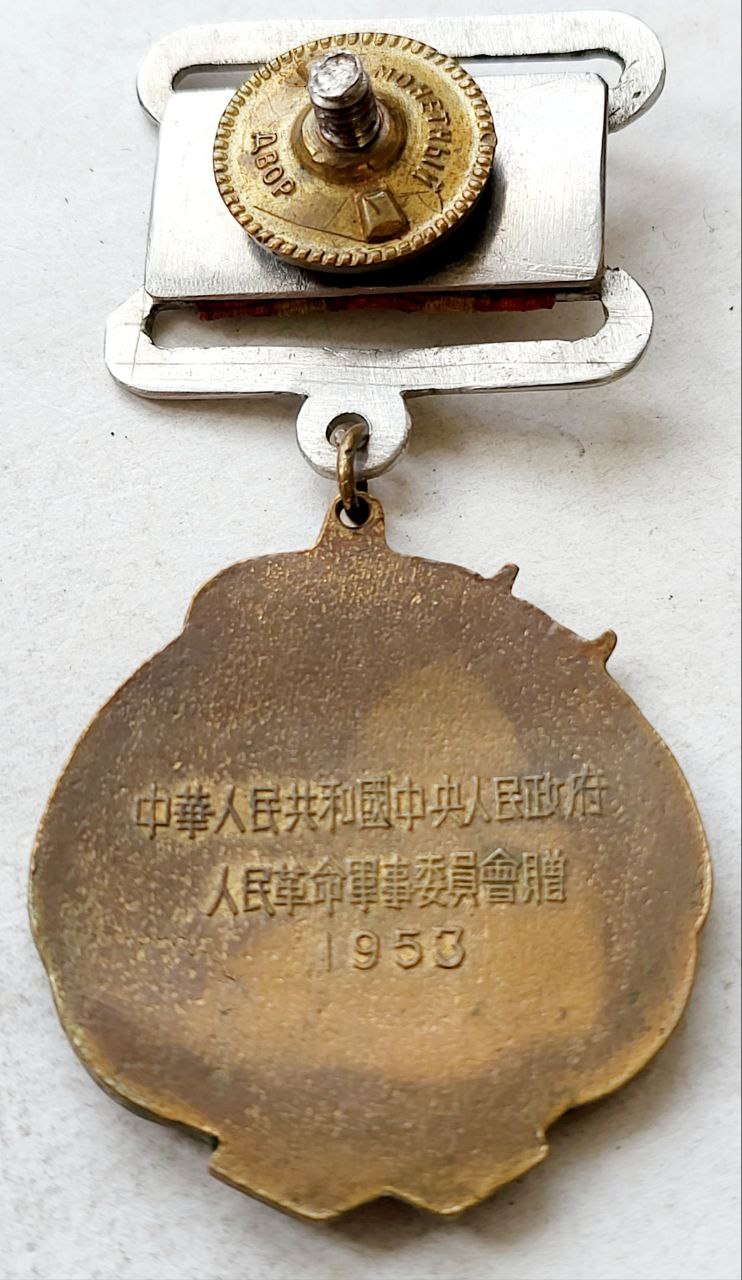 МОНЕТНЫЙ
ДВОР
中華人民共和國中央人民政府
人民革命軍事委員會贈
1953